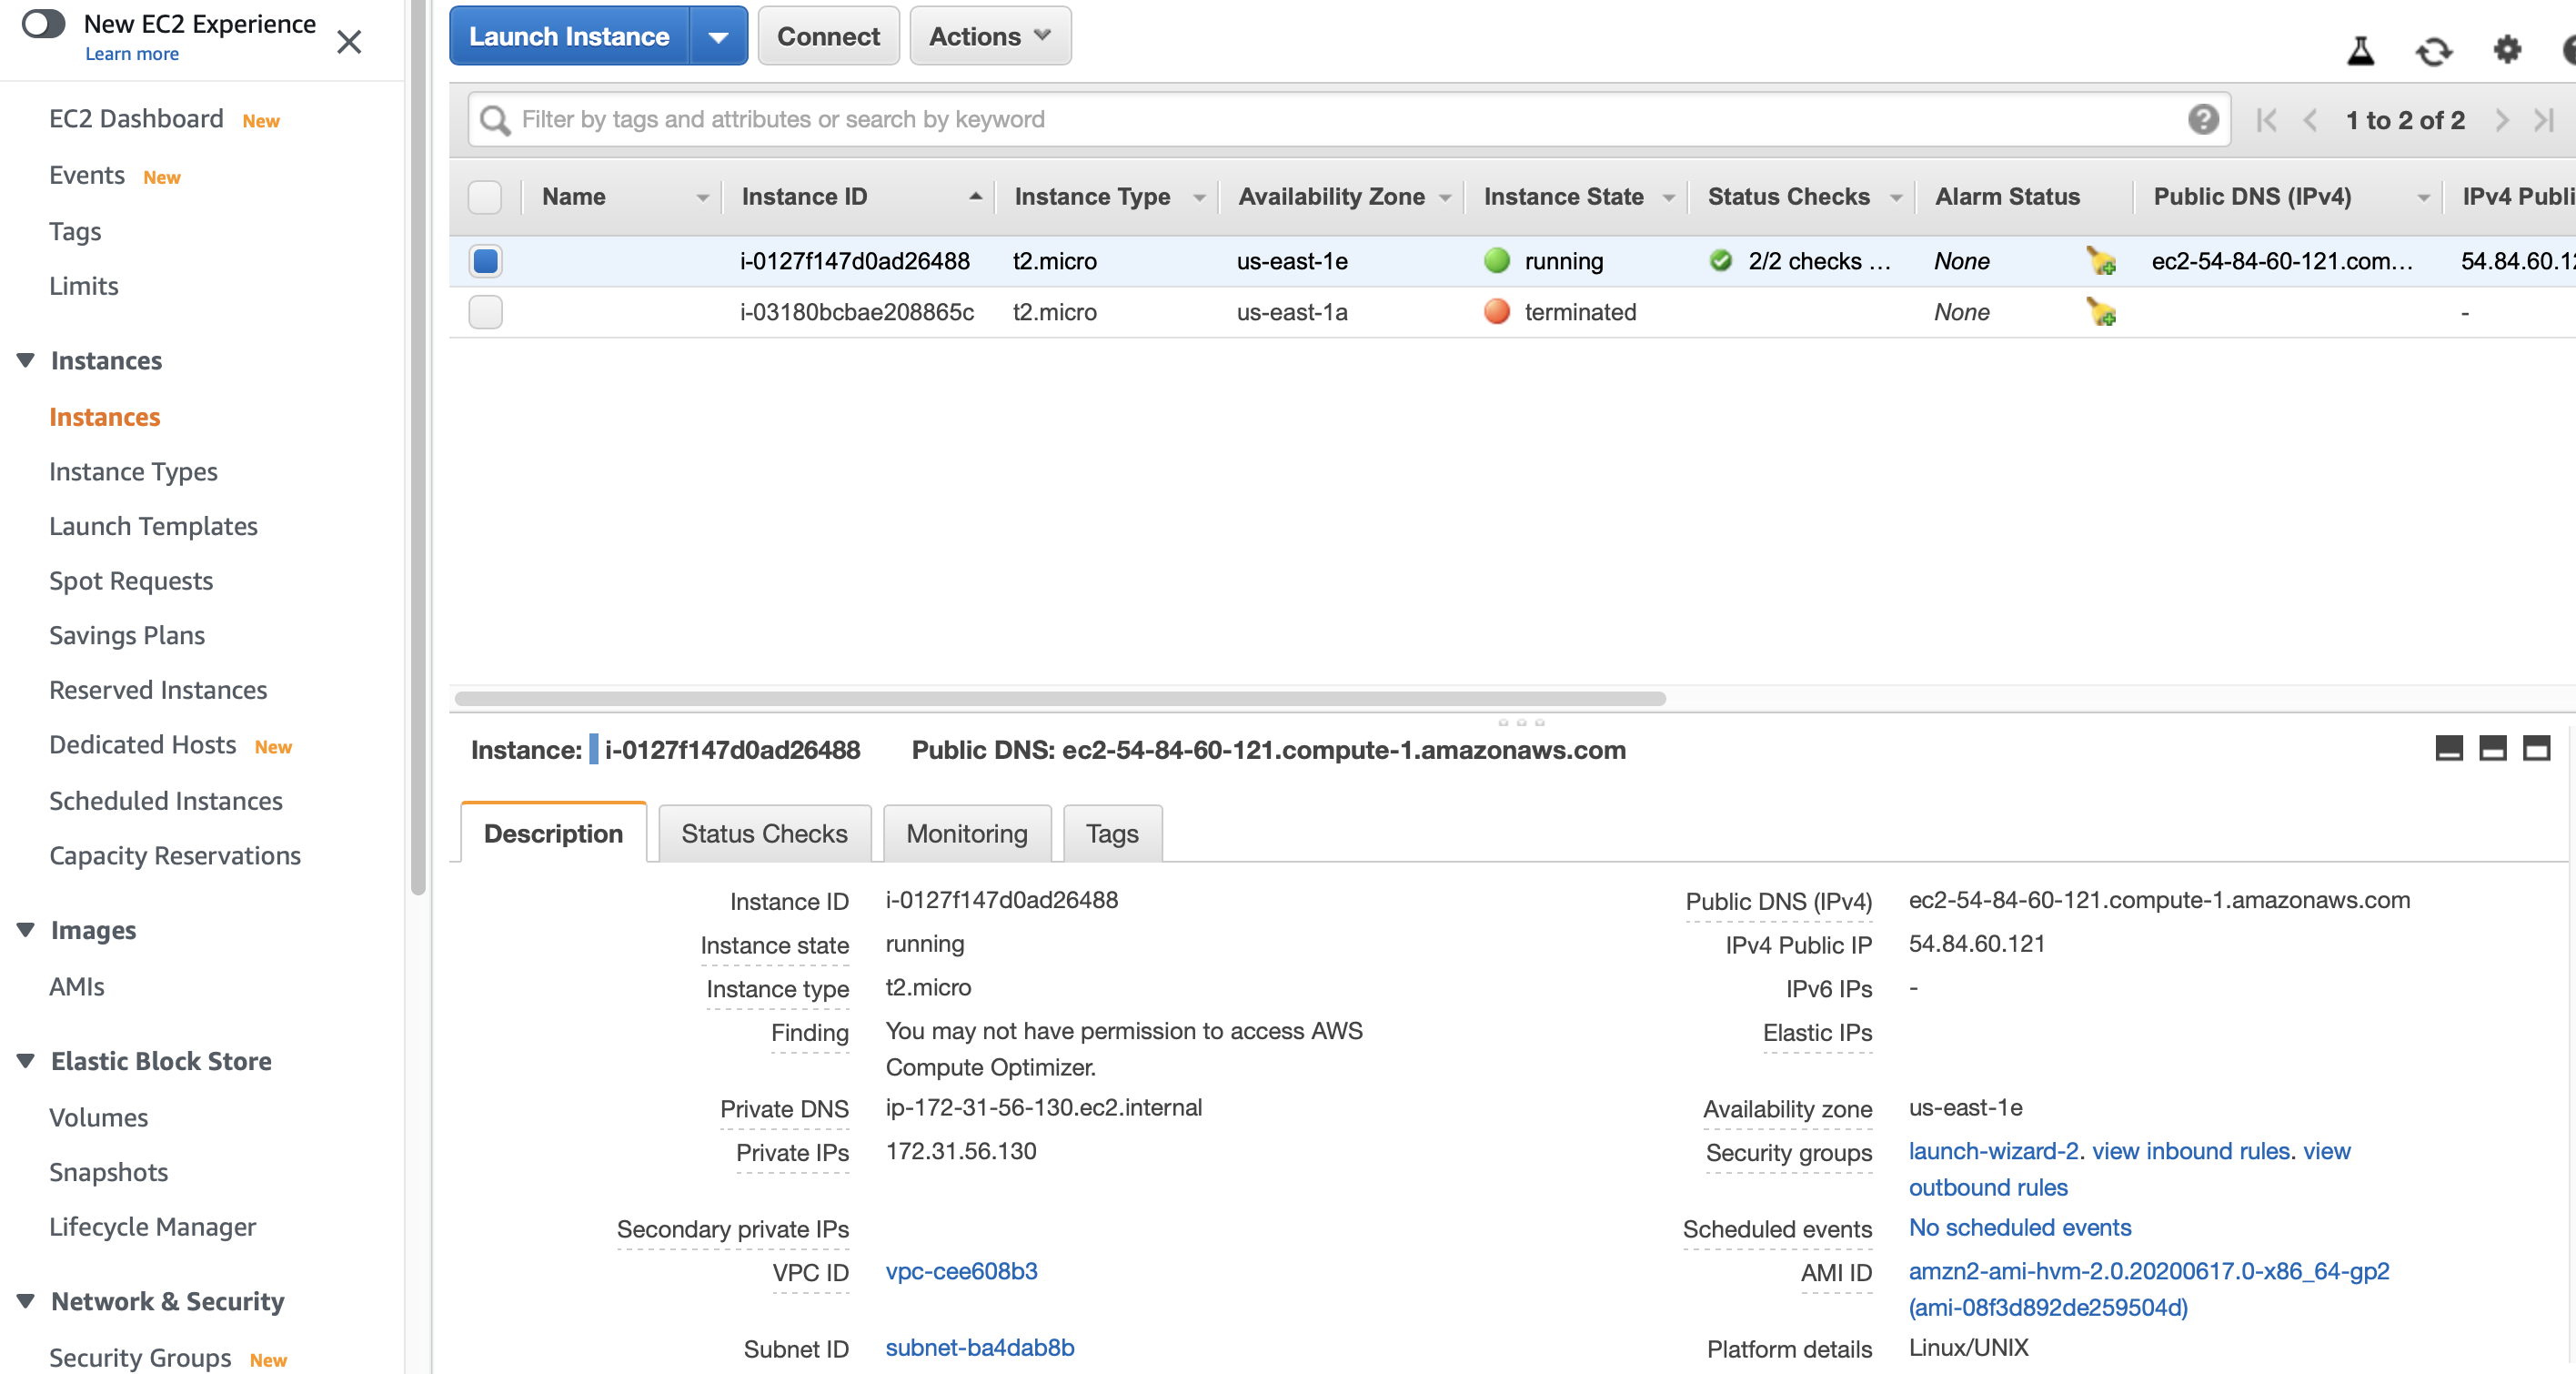 New EC2 Experience
Learn more
EC2 Dashboard New
Events New
Tags
Limits
Instances
Instances
Instance Types
Launch Templates
Spot Requests
Savings Plans
Reserved Instances
Dedicated Hosts New
Scheduled Instances
Capacity Reservations
Images
AMIs
Elastic Block Store
Volumes
Snapshots
Lifecycle Manager
Network & Security
Security Groups New
Launch Instance Connect Actions
Filter by tags and attributes or search by keyword 1 to 2 of 2
Name Instance ID Instance Type Availability Zone Instance State Status Checks Alarm Status Public DNS (IPv4) IPv4 Publi
i-0127f147d0ad26488 t2.micro us-east-1e running 2/2 checks ... None ec2-54-84-60-121.com... 54.84.60.12
i-03180bcbae208865c t2.micro us-east-1a terminated None -
Instance: i-0127f147d0ad26488 Public DNS: ec2-54-84-60-121.compute-1.amazonaws.com
Description Status Checks Monitoring Tags
Instance ID i-0127f147d0ad26488
Instance state running
Instance type t2.micro
Finding You may not have permission to access AWS
Compute Optimizer.
Private DNS ip-172-31-56-130.ec2.internal
Private IPs 172.31.56.130
Secondary private IPs
VPC ID vpc-cee608b3
Subnet ID subnet-ba4dab8b
Public DNS (IPv4) ec2-54-84-60-121.compute-1.amazonaws.com
IPv4 Public IP 54.84.60.121
IPv6 IPs -
Elastic IPs
Availability zone us-east-1e
Security groups launch-wizard-2. view inbound rules. view
outbound rules
Scheduled events No scheduled events
AMI ID amzn2-ami-hvm-2.0.20200617.0-x86_64-gp2
(ami-08f3d892de259504d)
Platform details Linux/UNIX